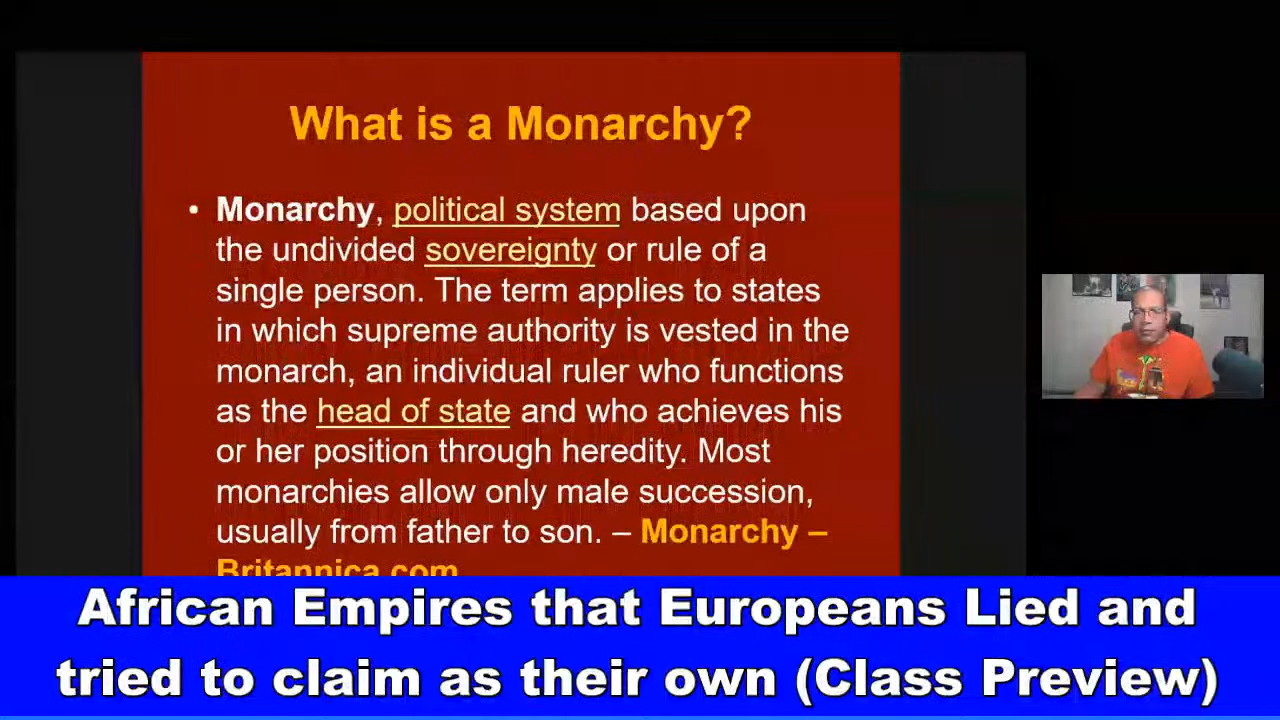 What is a Monarchy?
• Monarchy, political system based upon
the undivided sovereignty or rule of a
single person. The term applies to states
in which supreme authority is vested in the
monarch, an individual ruler who functions
as the head of state and who achieves his
or her position through heredity. Most
monarchies allow only male succession,
usually from father to son. – Monarchy –
Britannica.com
African Empires that Europeans Lied and
tried to claim as their own (Class Preview)